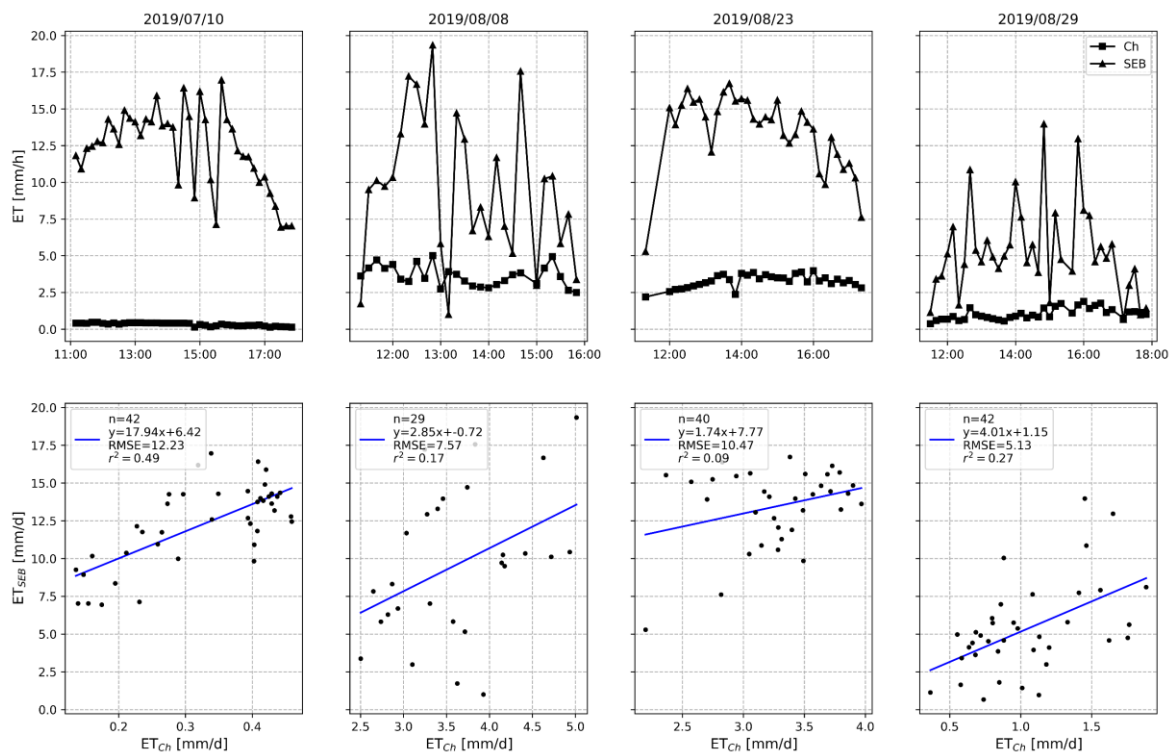 2019/07/10
2019/08/08
2019/08/23
2019/08/29
20.0
17.5
15.0
12.5
10.0
7.5
5.0
2.5
0.0
ET [mm/h]
Ch
SEB
11:00 13:00 15:00 17:00
12:00 13:00 14:00 15:00 16:00
12:00 14:00 16:00
12:00 14:00 16:00 18:00
20.0
17.5
15.0
12.5
10.0
7.5
5.0
2.5
0.0
ET_SEB [mm/d]
n=42
y=17.94x+6.42
RMSE=12.23
r² = 0.49
n=29
y=2.85x+-0.72
RMSE=7.57
r² = 0.17
n=40
y=1.74x+7.77
RMSE=10.47
r² = 0.09
n=42
y=4.01x+1.15
RMSE=5.13
r² = 0.27
0.2 0.3 0.4
2.5 3.0 3.5 4.0 4.5 5.0
2.5 3.0 3.5 4.0
0.5 1.0 1.5
ET_Ch [mm/d]
ET_Ch [mm/d]
ET_Ch [mm/d]
ET_Ch [mm/d]